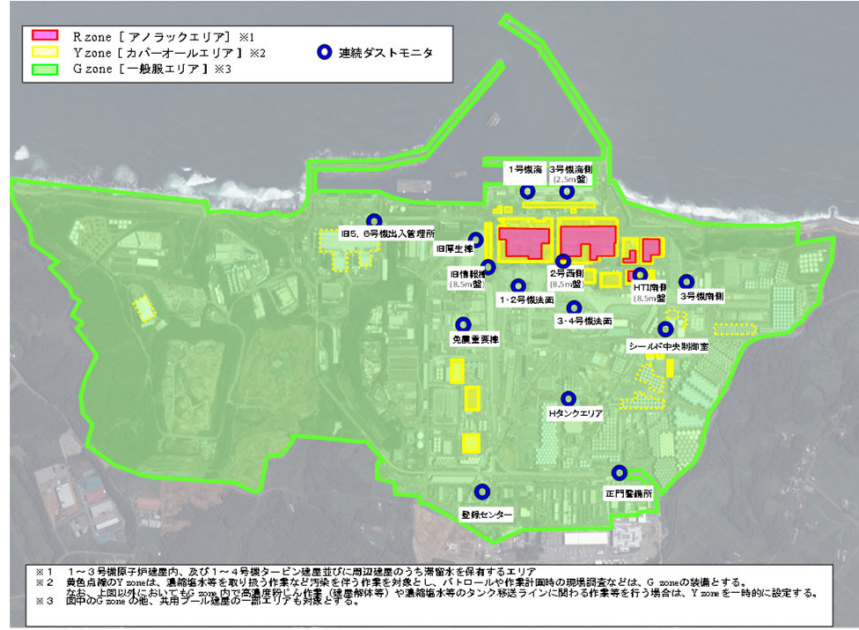 R zone [アノラックエリア] ※1
Y zone [カバーオールエリア] ※2
G zone [一般服エリア] ※3
連続ダストモニタ
1号機海
3号機海側
(2.5m盤)
旧5、6号機出入管理所
旧厚生棟
旧情報棟
(8.5m盤)
2号西側
(8.5m盤)
HTI南側
(8.5m盤)
3号機南側
1・2号機法面
3・4号機法面
免震重要棟
シールド中央制御室
Hタンクエリア
正門警備所
登録センター
※1 1～3号機原子炉建屋内、及び1～4号機タービン建屋並びに周辺建屋のうち滞留水を保有するエリア
※2 黄色点線のY zoneは、濃縮塩水等を取り扱う作業など汚染を伴う作業を対象とし、パトロールや作業計画時の現場調査などは、G zoneの装備とする。
なお、上図以外においてもG zone内で高濃度粉じん作業（建屋解体等）や濃縮塩水等のタンク移送ラインに関わる作業等を行う場合は、Y zoneを一時的に設定する。
※3 図中のG zoneの他、共用プール建屋の一部エリアも対象とする。